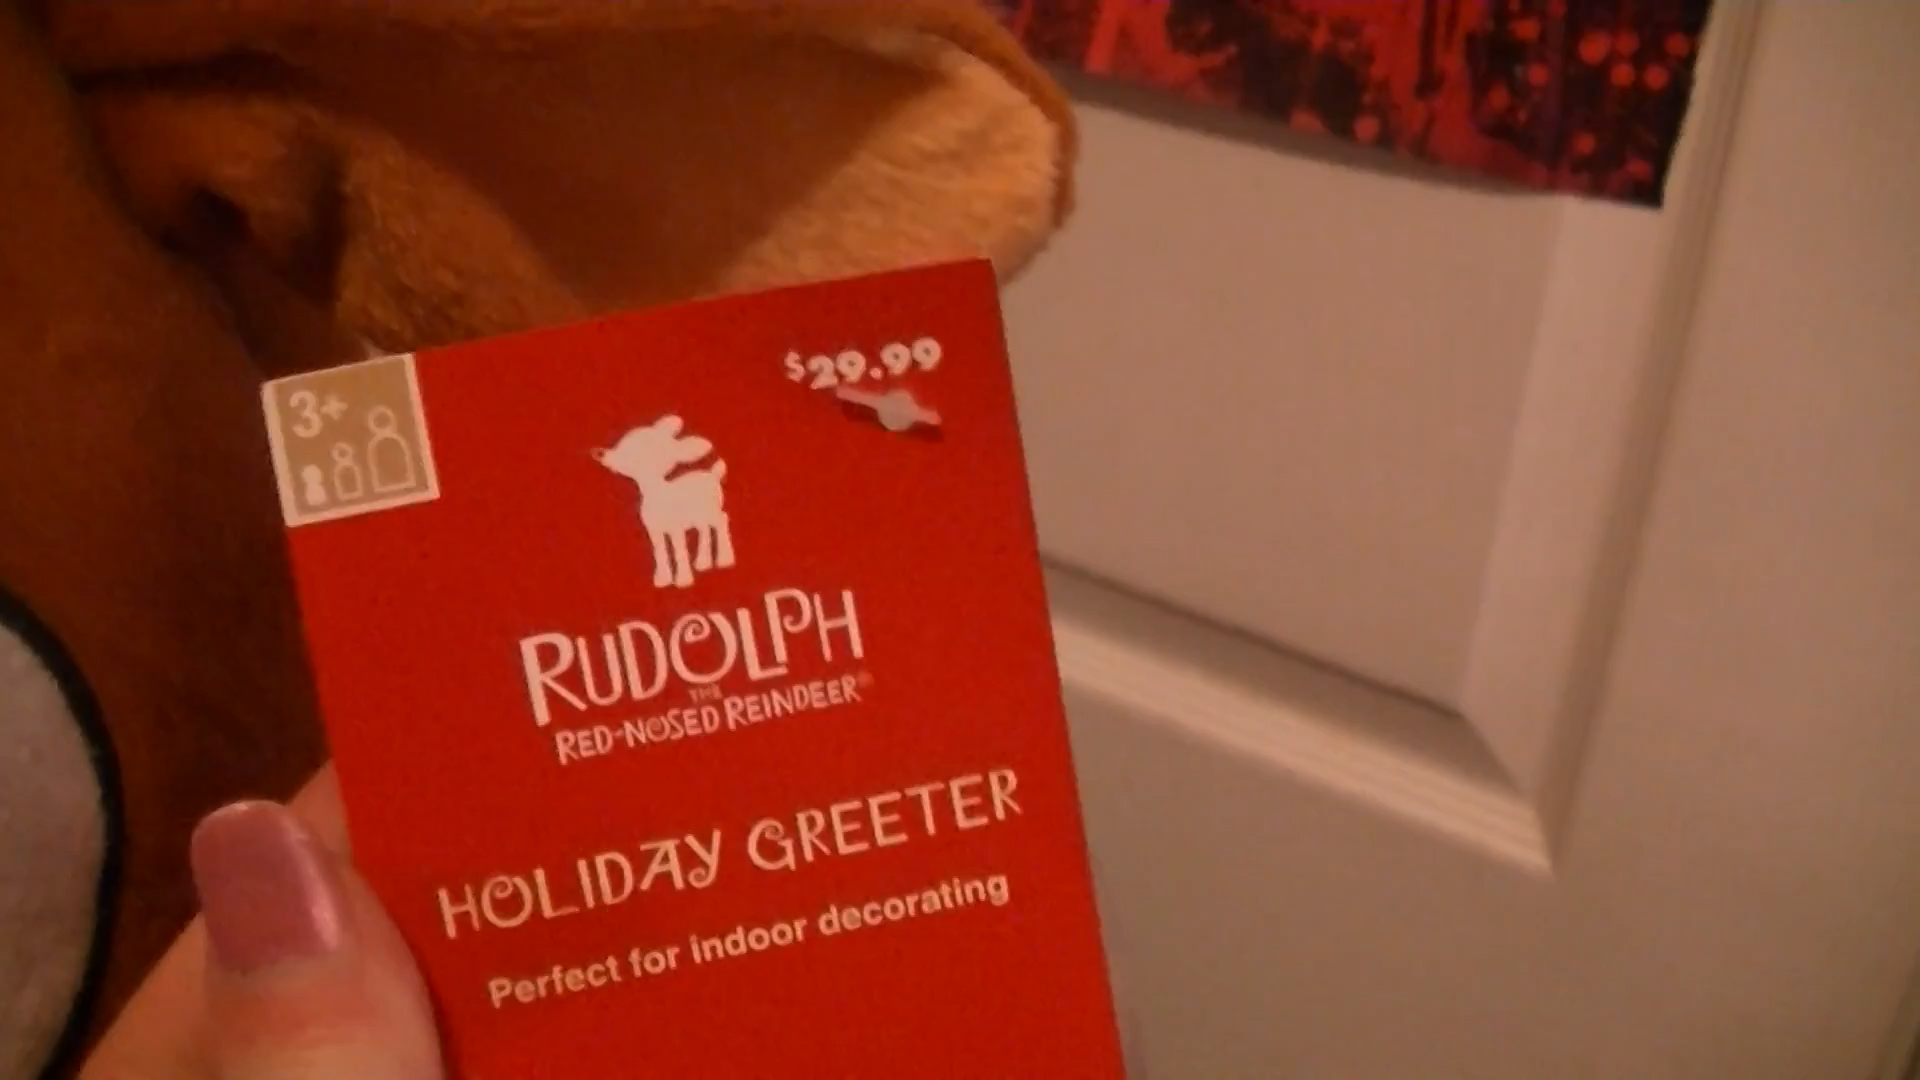 $29.99
3+
RUDOLPH
THE
RED-NOSED REINDEER®
HOLIDAY GREETER
Perfect for indoor decorating